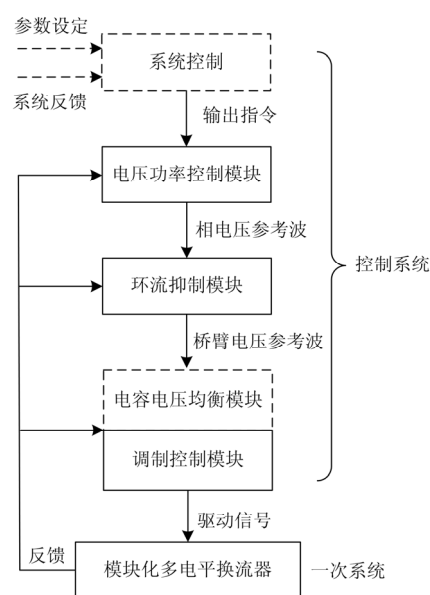 参数设定
系统控制
系统反馈
输出指令
电压功率控制模块
相电压参考波
控制系统
环流抑制模块
桥臂电压参考波
电容电压均衡模块
调制控制模块
驱动信号
反馈
模块化多电平换流器
一次系统